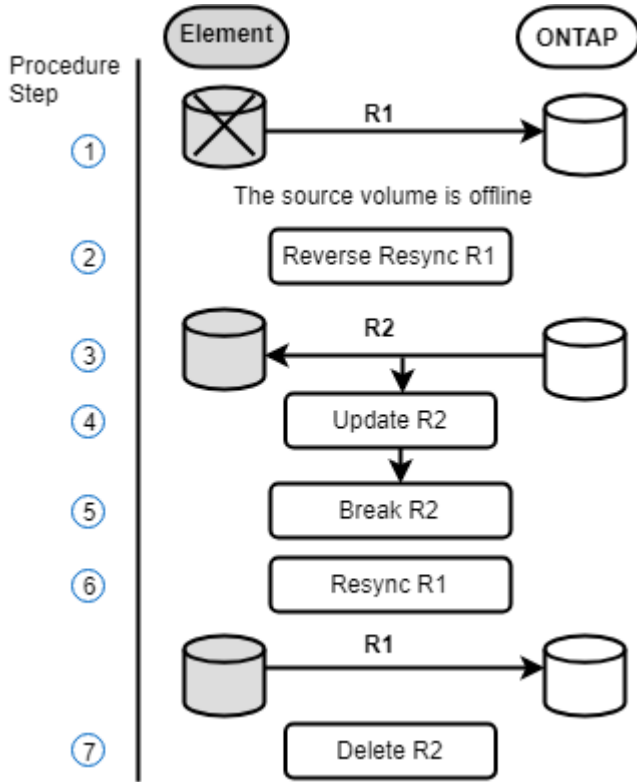 Element
ONTAP
Procedure
Step
R1
1
The source volume is offline
2
Reverse Resync R1
R2
3
4
Update R2
5
Break R2
6
Resync R1
R1
7
Delete R2